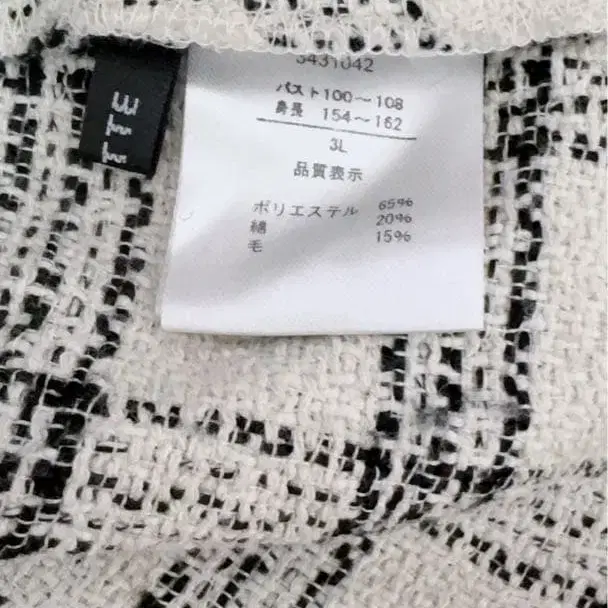 3431042
バスト100～108
身長 154～162
3L
品質表示
ポリエステル 65%
綿 20%
毛 15%